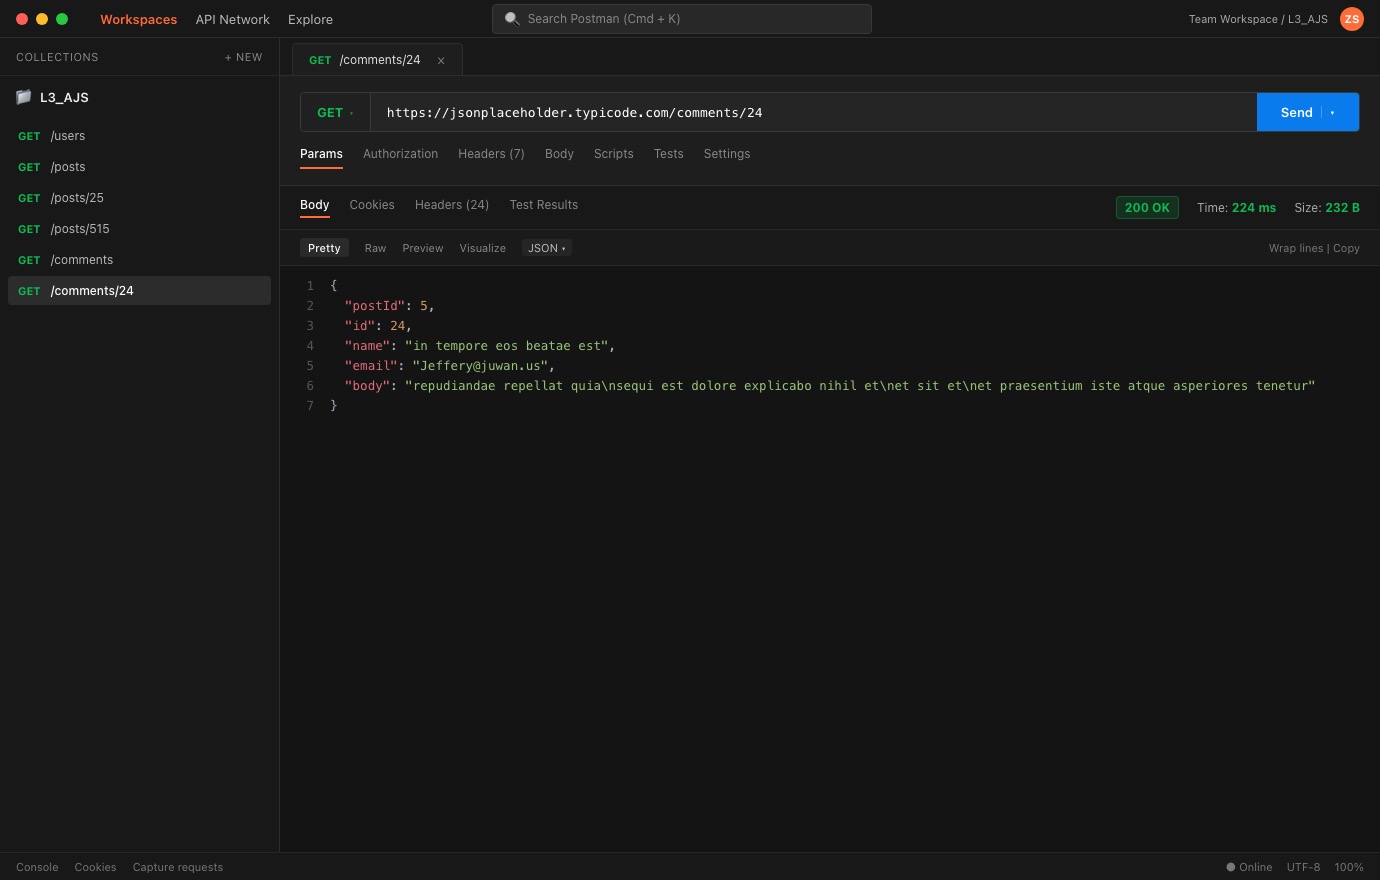 Workspaces API Network Explore Search Postman (Cmd + K) Team Workspace / L3_AJS ZS
COLLECTIONS + NEW
GET /comments/24 ×
L3_AJS
GET /users
GET /posts
GET /posts/25
GET /posts/515
GET /comments
GET /comments/24
GET https://jsonplaceholder.typicode.com/comments/24 Send
Params Authorization Headers (7) Body Scripts Tests Settings
Body Cookies Headers (24) Test Results 200 OK Time: 224 ms Size: 232 B
Pretty Raw Preview Visualize JSON Wrap lines | Copy
1 {
2 "postId": 5,
3 "id": 24,
4 "name": "in tempore eos beatae est",
5 "email": "Jeffery@juwan.us",
6 "body": "repudiandae repellat quia\nsequi est dolore explicabo nihil et\net sit et\net praesentium iste atque asperiores tenetur"
7 }
Console Cookies Capture requests Online UTF-8 100%